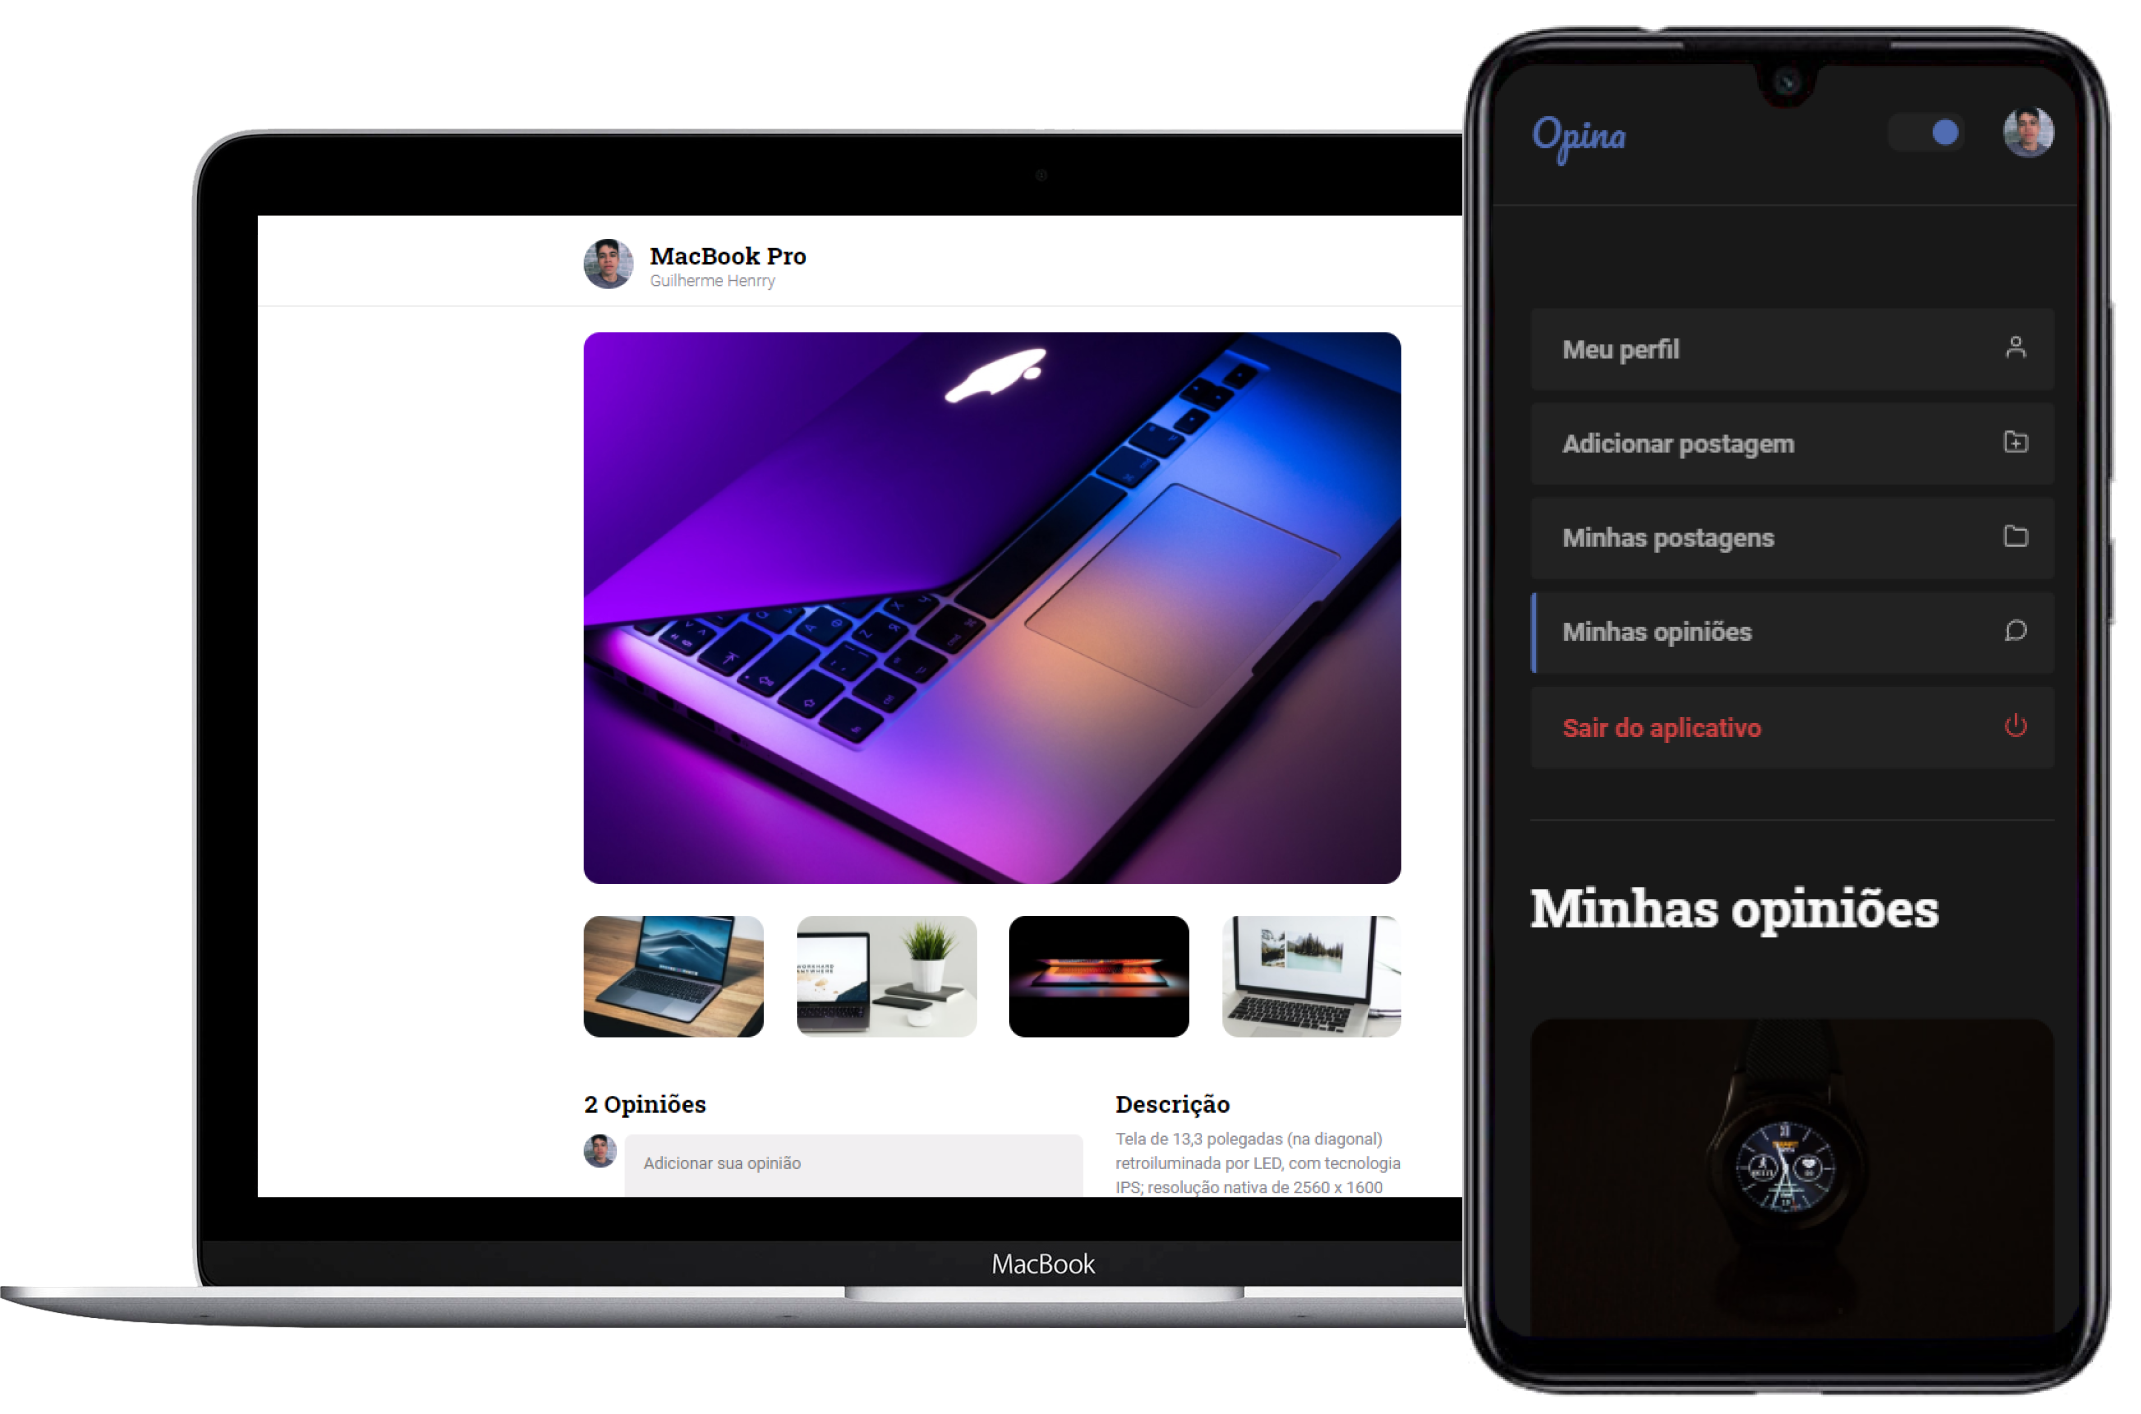 MacBook Pro
Guilherme Henrry
2 Opiniões
Adicionar sua opinião
Descrição
Tela de 13,3 polegadas (na diagonal)
retroiluminada por LED, com tecnologia
IPS; resolução nativa de 2560 x 1600
MacBook
Opina
Meu perfil
Adicionar postagem
Minhas postagens
Minhas opiniões
Sair do aplicativo
Minhas opiniões